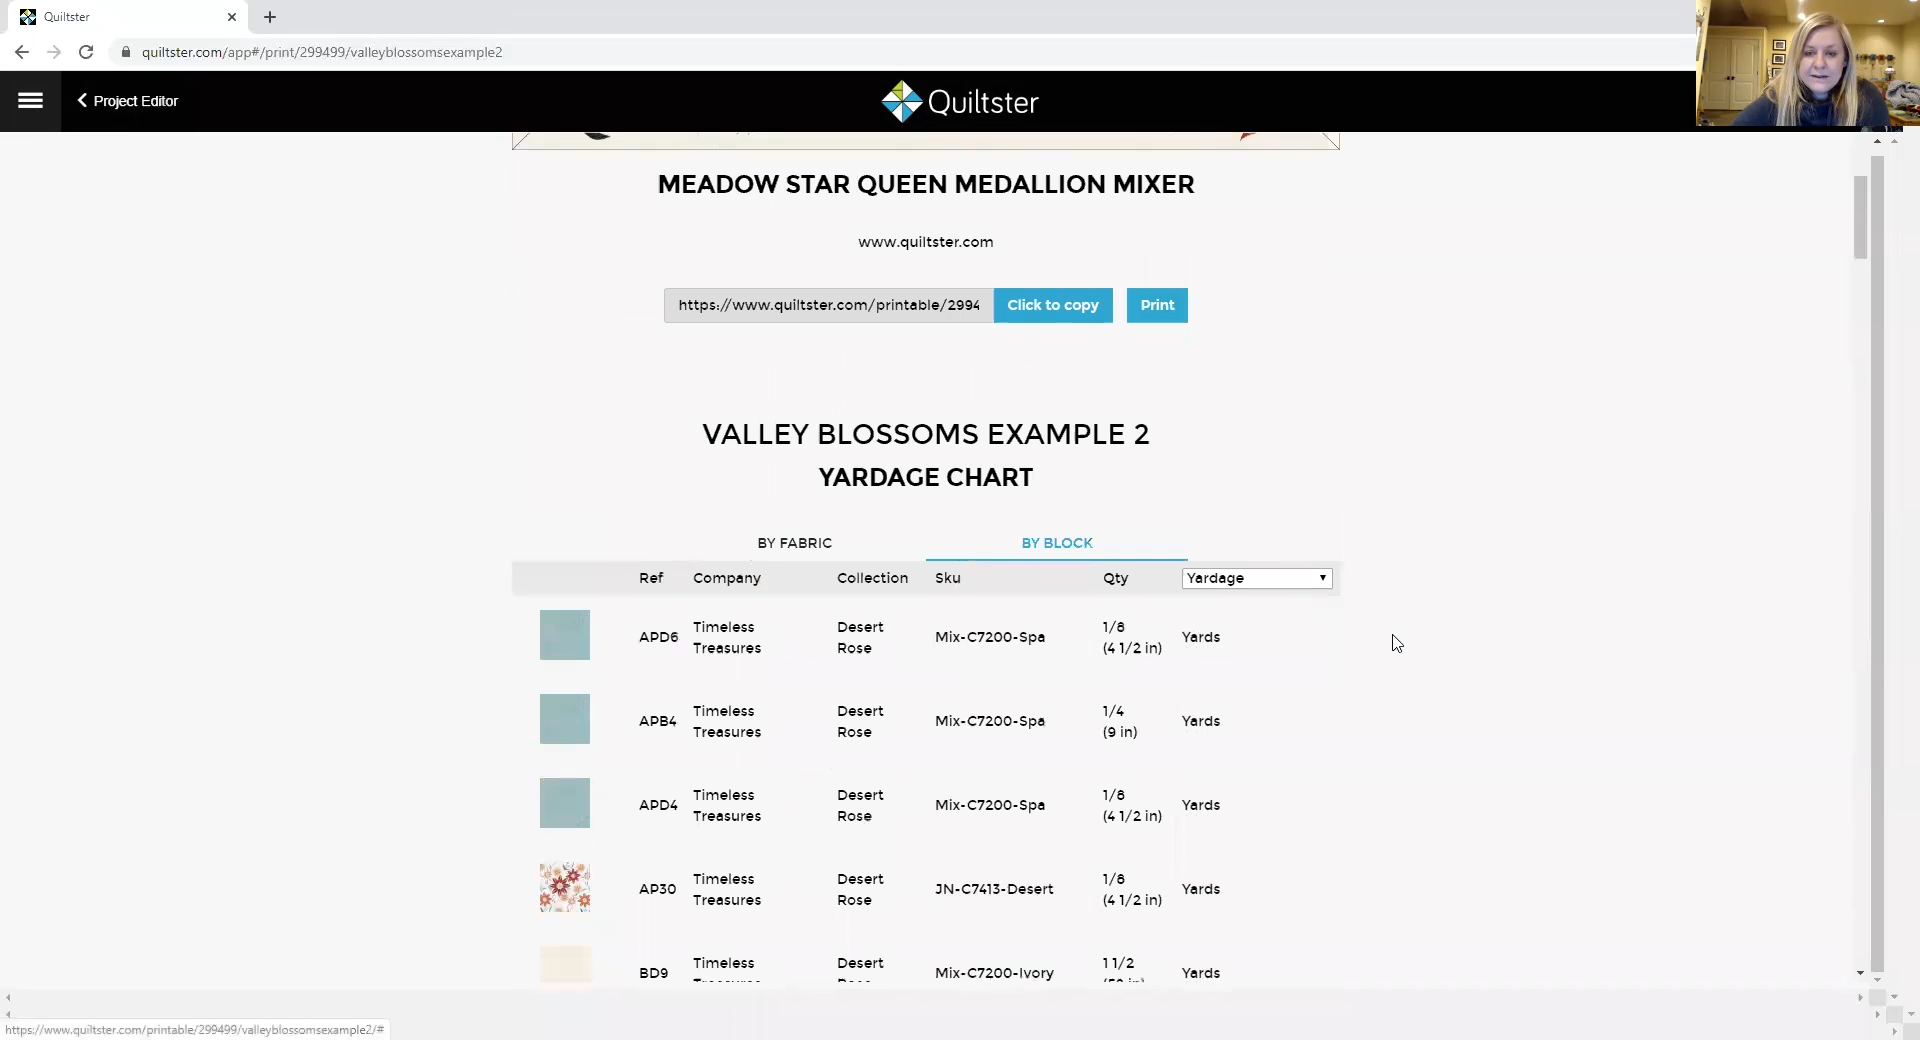 Quiltster
quiltster.com/app#/print/299499/valleyblossomsexample2
Project Editor
Quiltster
MEADOW STAR QUEEN MEDALLION MIXER
www.quiltster.com
https://www.quiltster.com/printable/2994 Click to copy Print
VALLEY BLOSSOMS EXAMPLE 2
YARDAGE CHART
BY FABRIC BY BLOCK
Ref Company Collection Sku Qty Yardage
APD6 Timeless Treasures Desert Rose Mix-C7200-Spa 1/8 (4 1/2 in) Yards
APB4 Timeless Treasures Desert Rose Mix-C7200-Spa 1/4 (9 in) Yards
APD4 Timeless Treasures Desert Rose Mix-C7200-Spa 1/8 (4 1/2 in) Yards
AP30 Timeless Treasures Desert Rose JN-C7413-Desert 1/8 (4 1/2 in) Yards
BD9 Timeless Desert Mix-C7200-Ivory 1 1/2 Yards
https://www.quiltster.com/printable/299499/valleyblossomsexample2/#